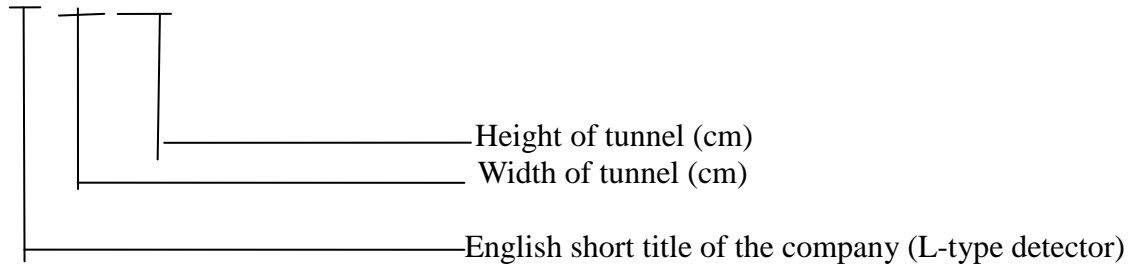 Height of tunnel (cm)
Width of tunnel (cm)
English short title of the company (L-type detector)